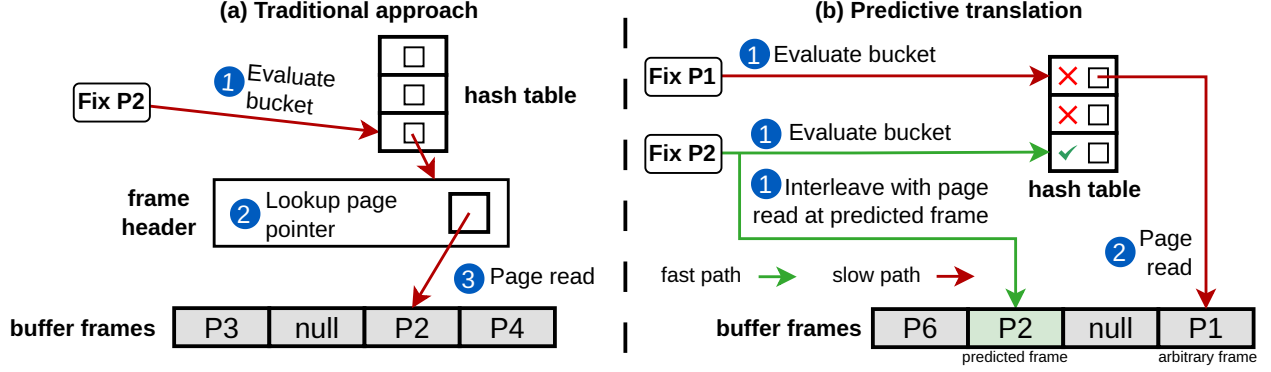 (a) Traditional approach
Fix P2
1 Evaluate
bucket
hash table
frame
header
2 Lookup page
pointer
3 Page read
buffer frames
P3 null P2 P4
(b) Predictive translation
Fix P1
1 Evaluate bucket
Fix P2
1 Evaluate bucket
1 Interleave with page
read at predicted frame
hash table
2 Page
read
fast path
slow path
buffer frames
P6 P2 null P1
predicted frame
arbitrary frame